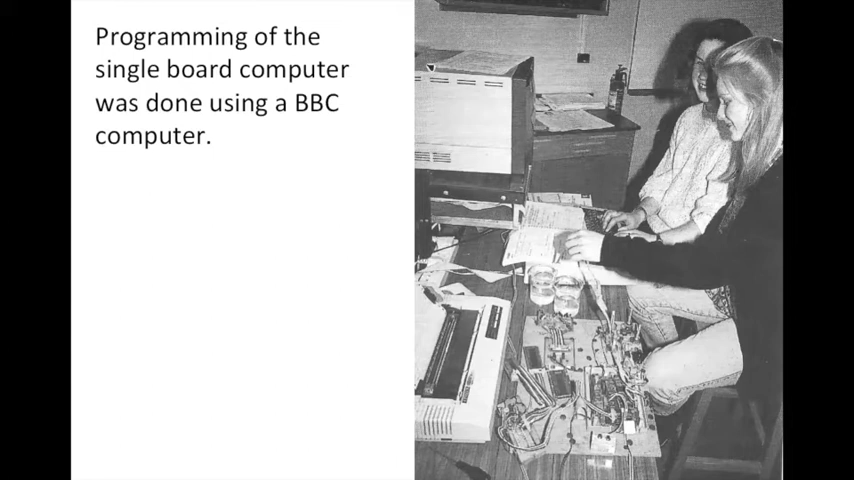 Programming of the
single board computer
was done using a BBC
computer.